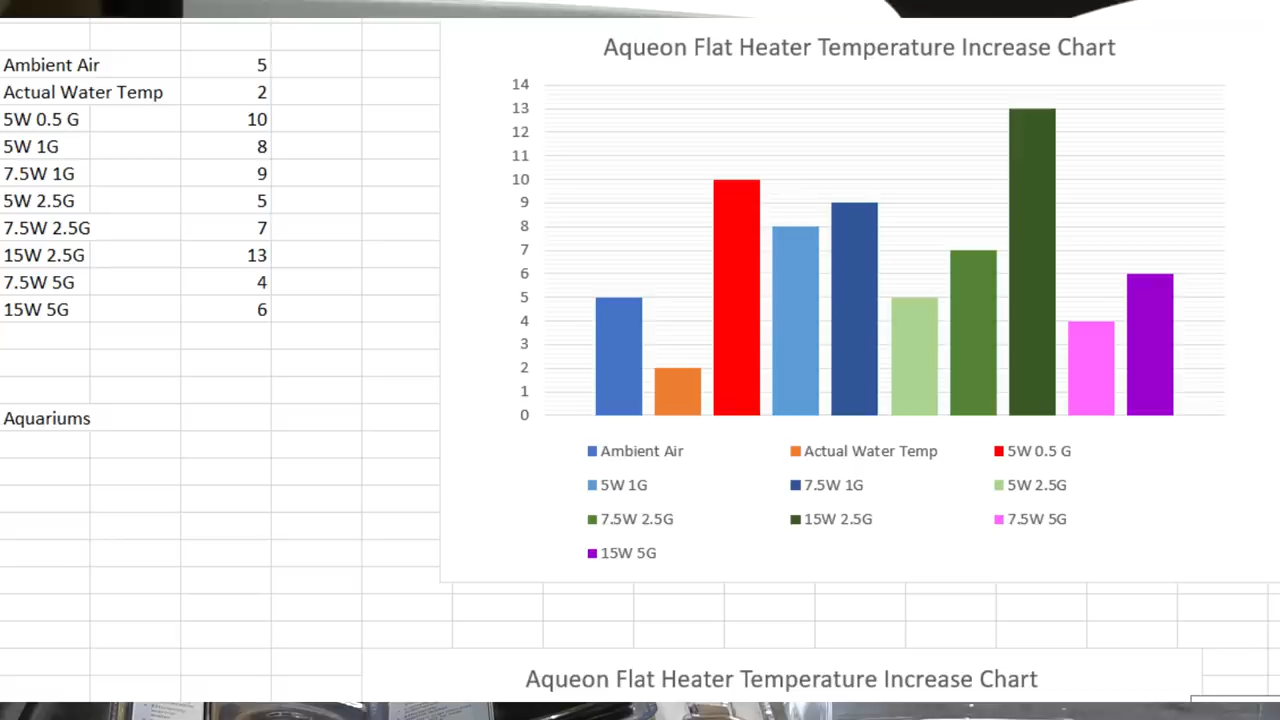 Aqueon Flat Heater Temperature Increase Chart
Ambient Air 5
Actual Water Temp 2
5W 0.5 G 10
5W 1G 8
7.5W 1G 9
5W 2.5G 5
7.5W 2.5G 7
15W 2.5G 13
7.5W 5G 4
15W 5G 6
Aquariums
14
13
12
11
10
9
8
7
6
5
4
3
2
1
0
Ambient Air Actual Water Temp 5W 0.5 G
5W 1G 7.5W 1G 5W 2.5G
7.5W 2.5G 15W 2.5G 7.5W 5G
15W 5G
Aqueon Flat Heater Temperature Increase Chart